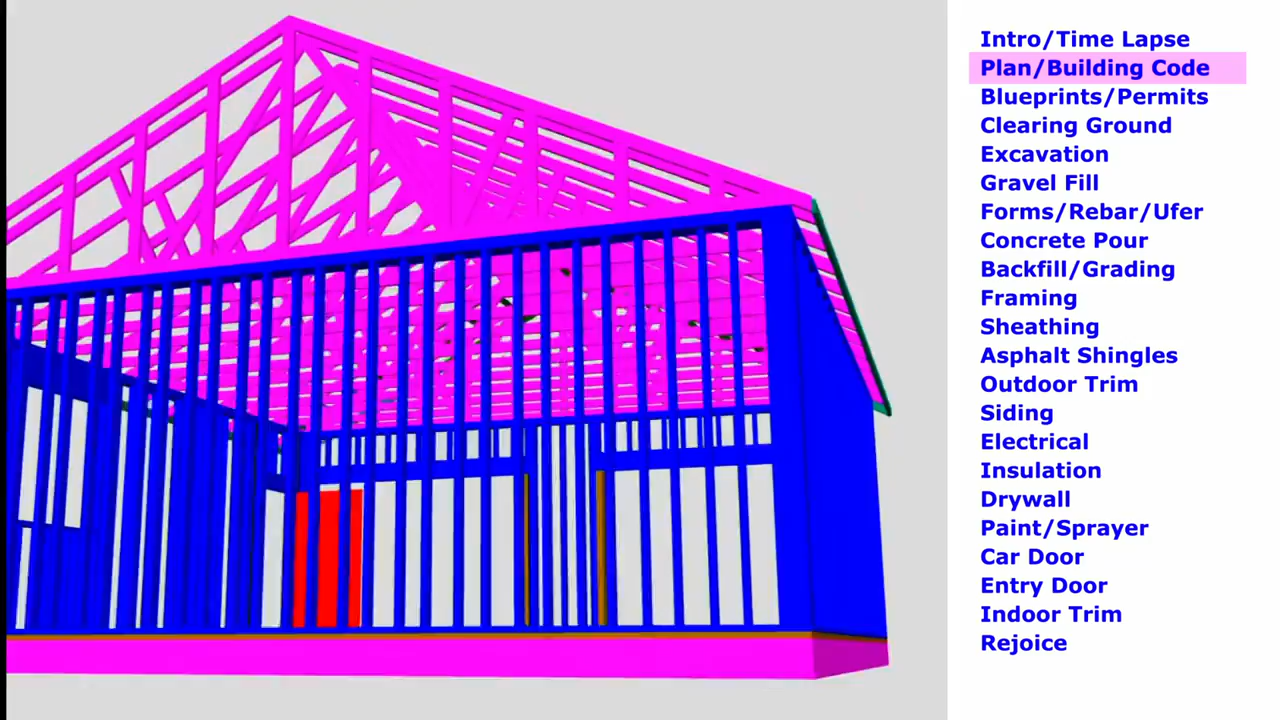 Intro/Time Lapse
Plan/Building Code
Blueprints/Permits
Clearing Ground
Excavation
Gravel Fill
Forms/Rebar/Ufer
Concrete Pour
Backfill/Grading
Framing
Sheathing
Asphalt Shingles
Outdoor Trim
Siding
Electrical
Insulation
Drywall
Paint/Sprayer
Car Door
Entry Door
Indoor Trim
Rejoice